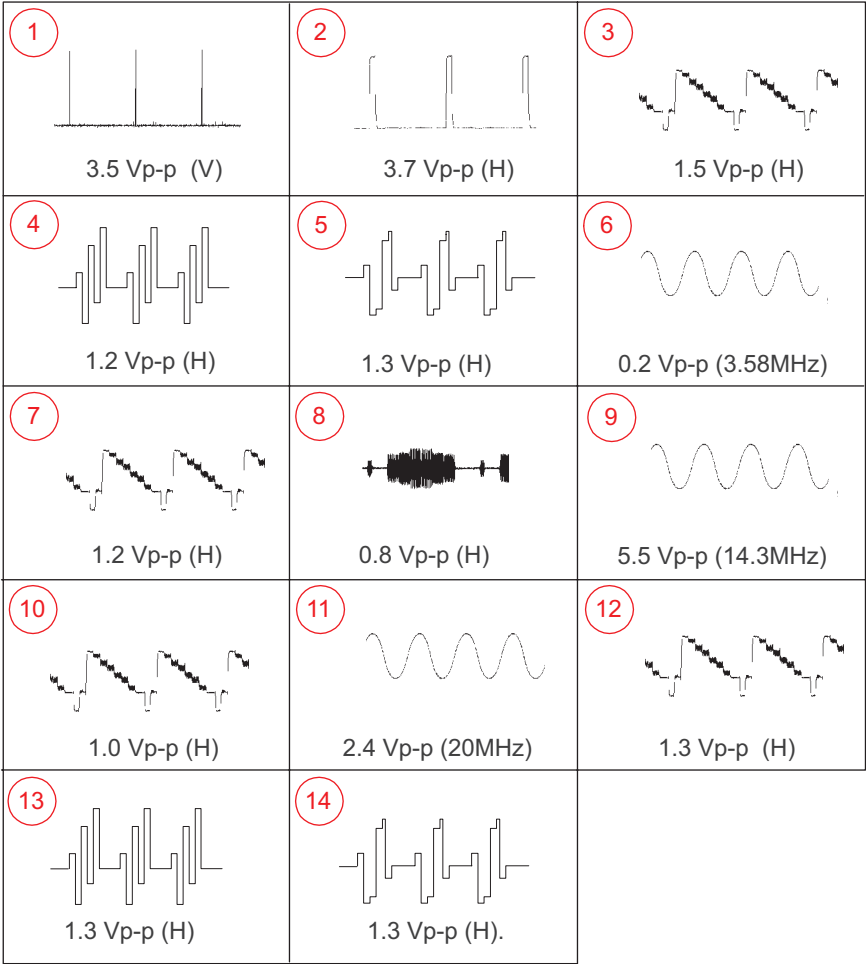 1
2
3
3.5 Vp-p (V)
3.7 Vp-p (H)
1.5 Vp-p (H)
4
5
6
1.2 Vp-p (H)
1.3 Vp-p (H)
0.2 Vp-p (3.58MHz)
7
8
9
1.2 Vp-p (H)
0.8 Vp-p (H)
5.5 Vp-p (14.3MHz)
10
11
12
1.0 Vp-p (H)
2.4 Vp-p (20MHz)
1.3 Vp-p (H)
13
14
1.3 Vp-p (H)
1.3 Vp-p (H).